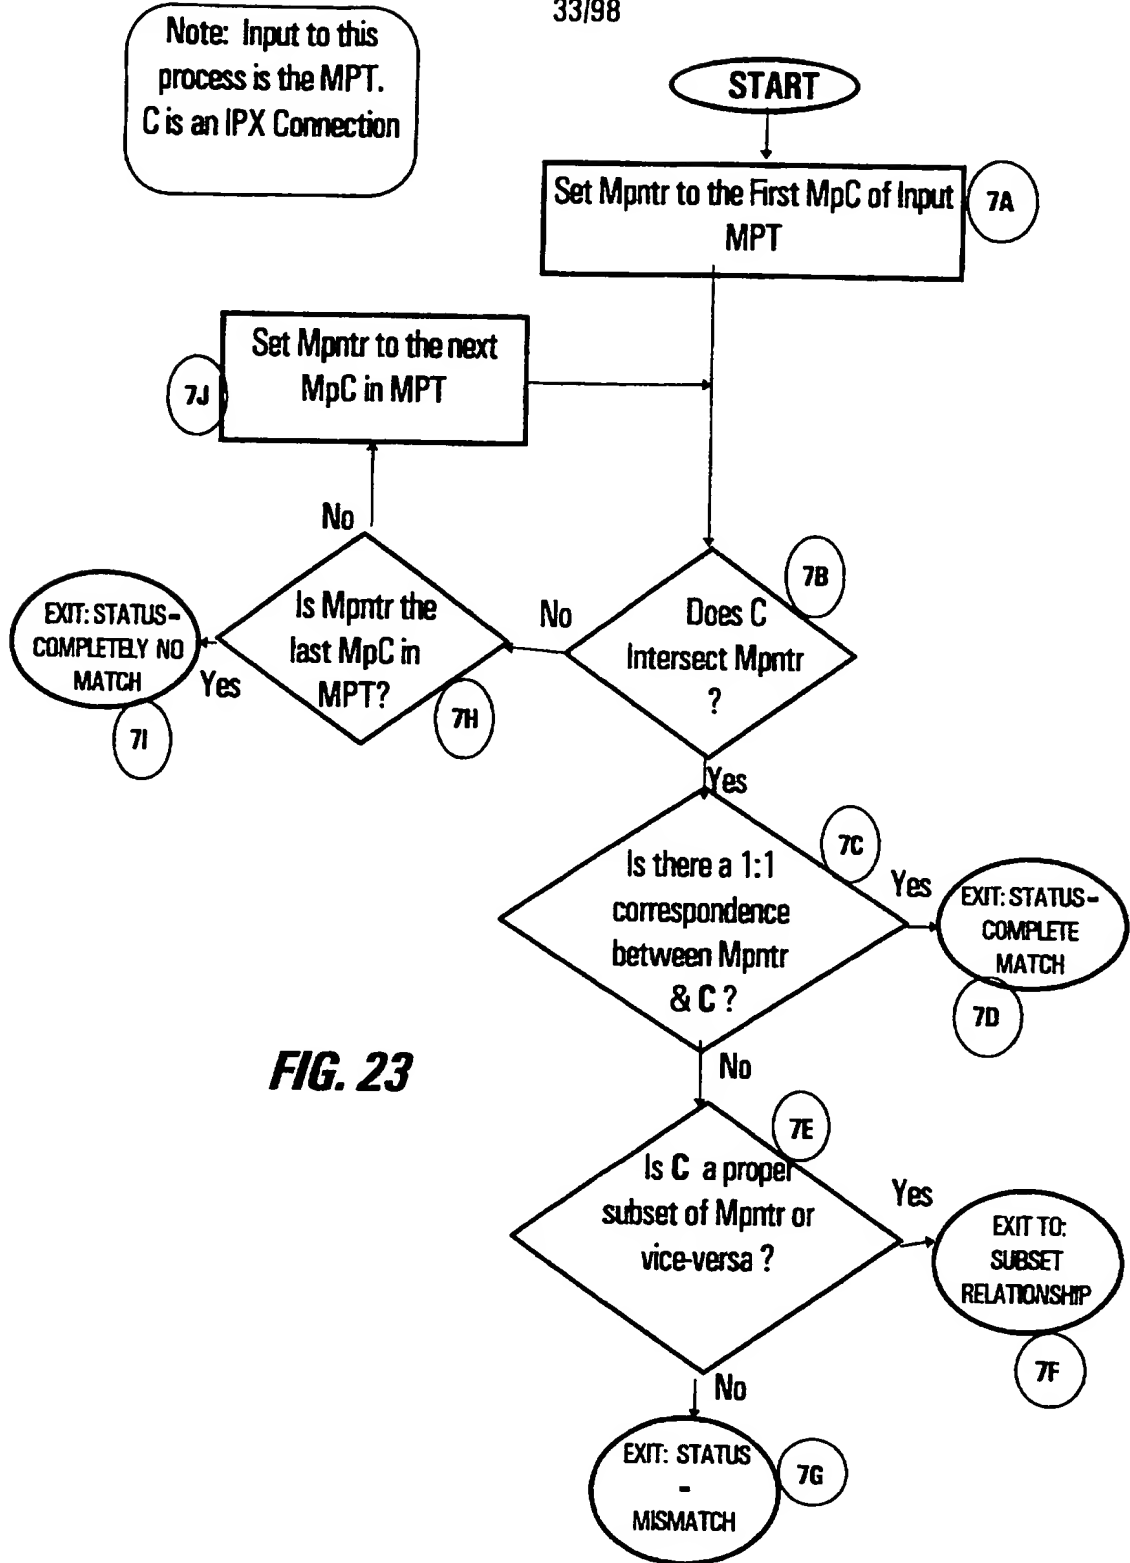 33/98
Note: Input to this
process is the MPT.
C is an IPX Connection
START
Set Mpntr to the First MpC of Input
MPT
7A
Set Mpntr to the next
MpC in MPT
7J
No
7B
Does C
Intersect Mpntr
?
No
Is Mpntr the
last MpC in
MPT?
7H
EXIT: STATUS-
COMPLETELY NO
MATCH
Yes
7I
Yes
7C
Is there a 1:1
correspondence
between Mpntr
& C ?
Yes
EXIT: STATUS-
COMPLETE
MATCH
7D
FIG. 23
No
7E
Is C a proper
subset of Mpntr or
vice-versa ?
Yes
EXIT TO:
SUBSET
RELATIONSHIP
7F
No
EXIT: STATUS
-
MISMATCH
7G